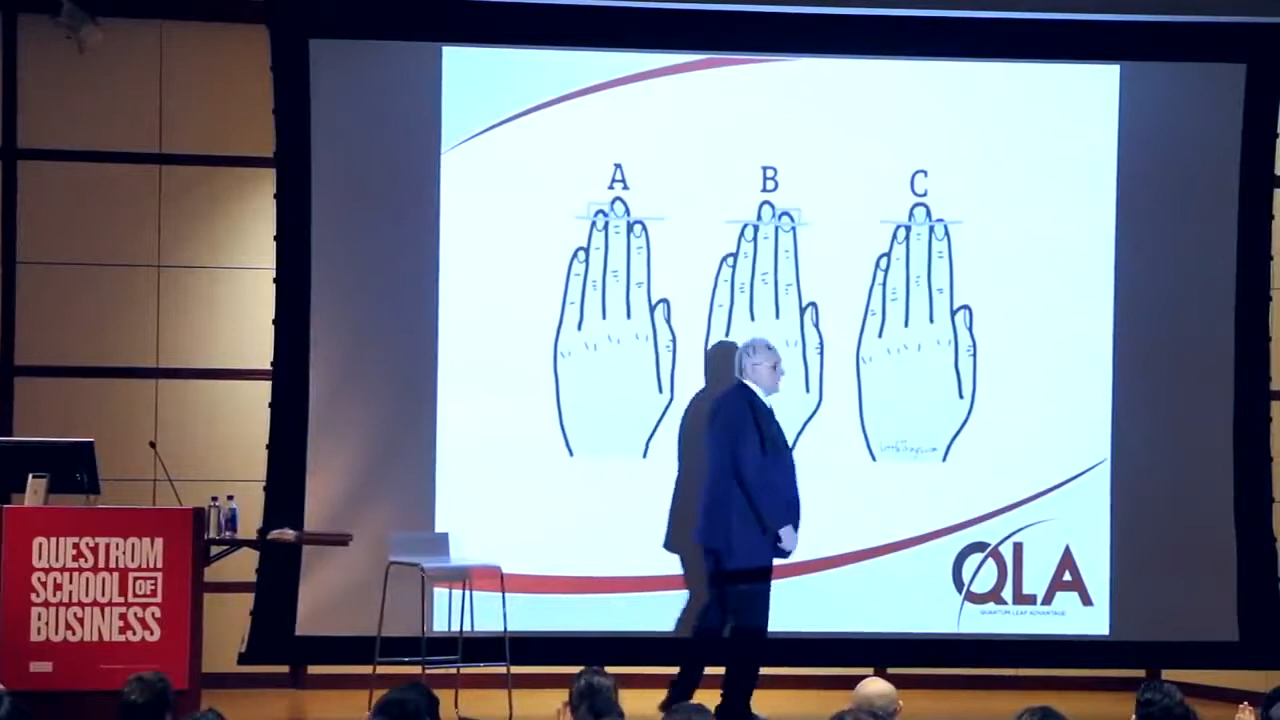 A
B
C
QLA
QUANTUM LEAP ADVANTAGE
QUESTROM
SCHOOL OF
BUSINESS